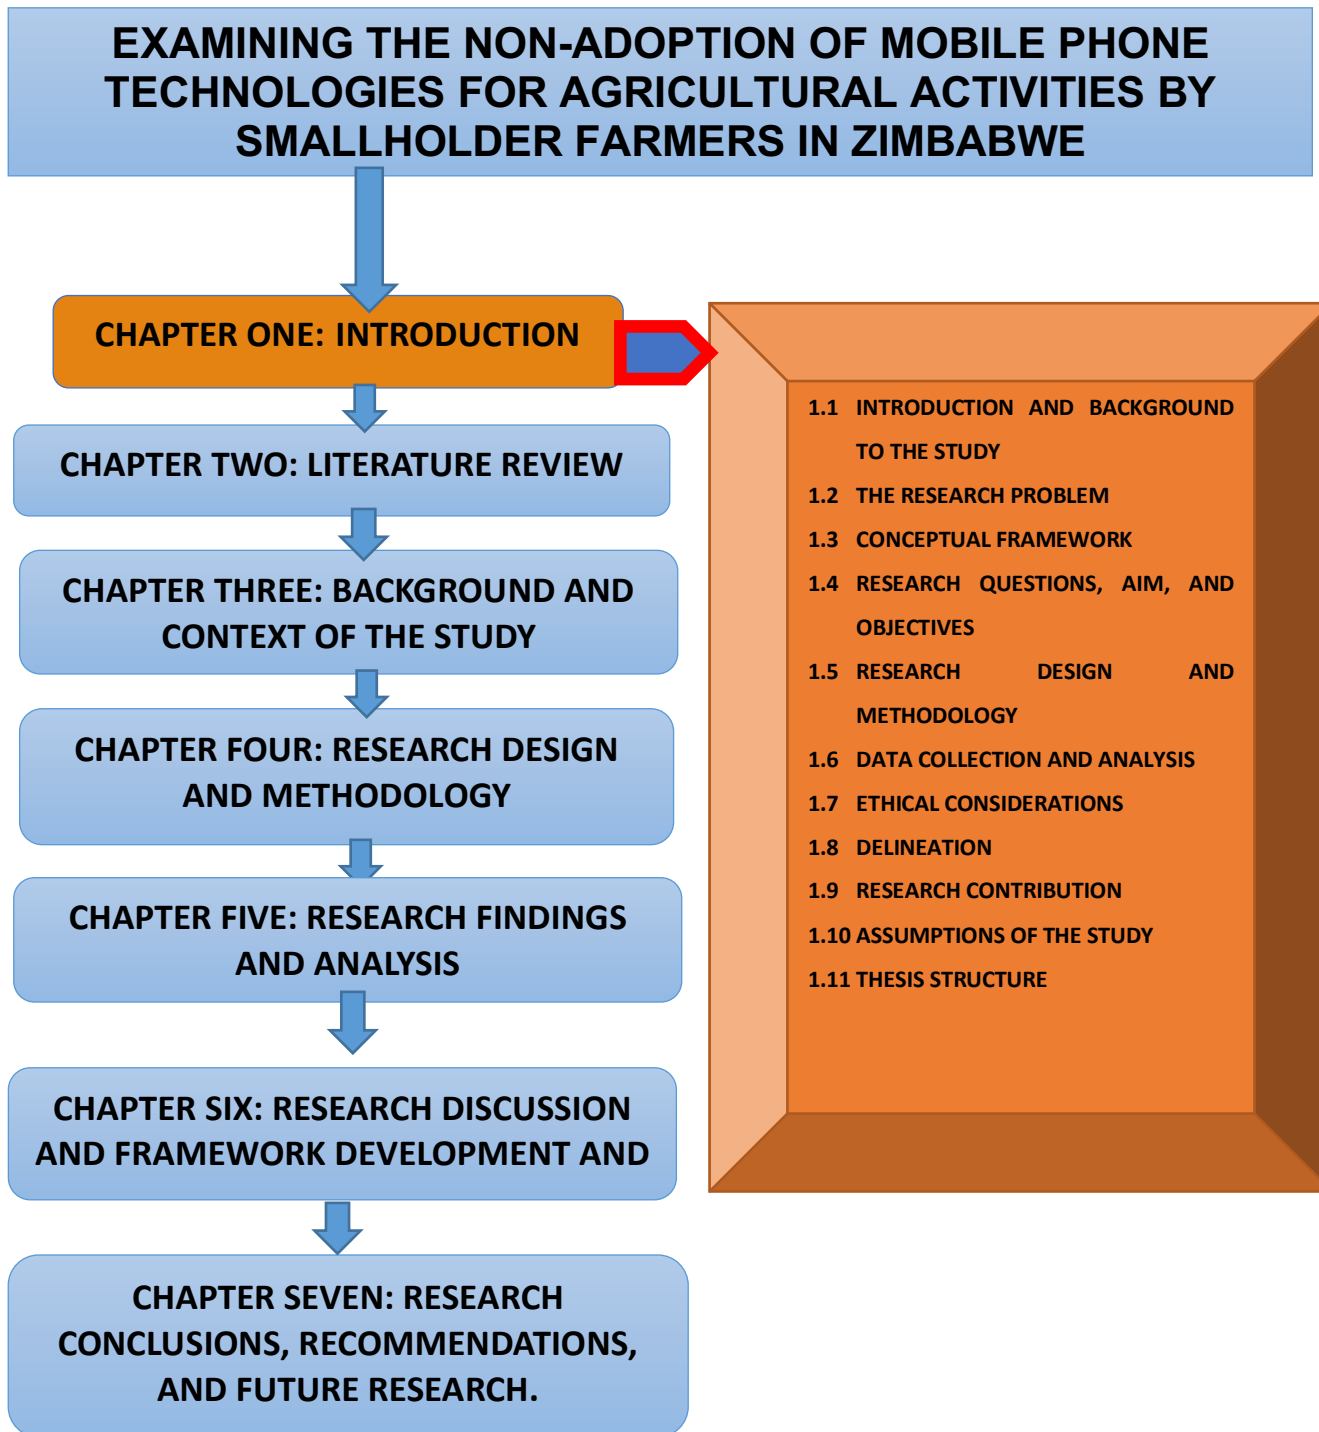 EXAMINING THE NON-ADOPTION OF MOBILE PHONE
TECHNOLOGIES FOR AGRICULTURAL ACTIVITIES BY
SMALLHOLDER FARMERS IN ZIMBABWE
CHAPTER ONE: INTRODUCTION
CHAPTER TWO: LITERATURE REVIEW
CHAPTER THREE: BACKGROUND AND
CONTEXT OF THE STUDY
CHAPTER FOUR: RESEARCH DESIGN
AND METHODOLOGY
CHAPTER FIVE: RESEARCH FINDINGS
AND ANALYSIS
CHAPTER SIX: RESEARCH DISCUSSION
AND FRAMEWORK DEVELOPMENT AND
CHAPTER SEVEN: RESEARCH
CONCLUSIONS, RECOMMENDATIONS,
AND FUTURE RESEARCH.
1.1 INTRODUCTION AND BACKGROUND
TO THE STUDY
1.2 THE RESEARCH PROBLEM
1.3 CONCEPTUAL FRAMEWORK
1.4 RESEARCH QUESTIONS, AIM, AND
OBJECTIVES
1.5 RESEARCH DESIGN AND
METHODOLOGY
1.6 DATA COLLECTION AND ANALYSIS
1.7 ETHICAL CONSIDERATIONS
1.8 DELINEATION
1.9 RESEARCH CONTRIBUTION
1.10 ASSUMPTIONS OF THE STUDY
1.11 THESIS STRUCTURE